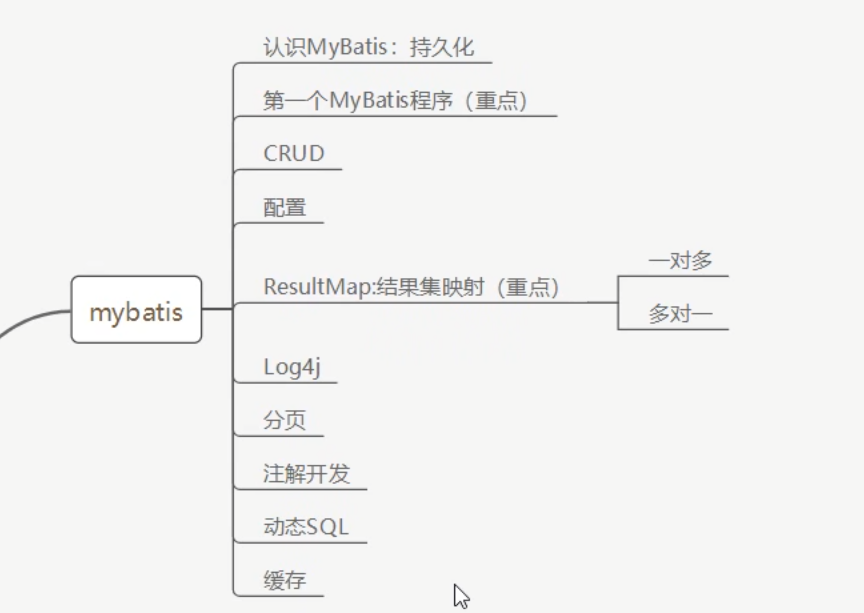 认识MyBatis：持久化
第一个MyBatis程序（重点）
CRUD
配置
一对多
ResultMap:结果集映射（重点）
mybatis
多对一
Log4j
分页
注解开发
动态SQL
缓存